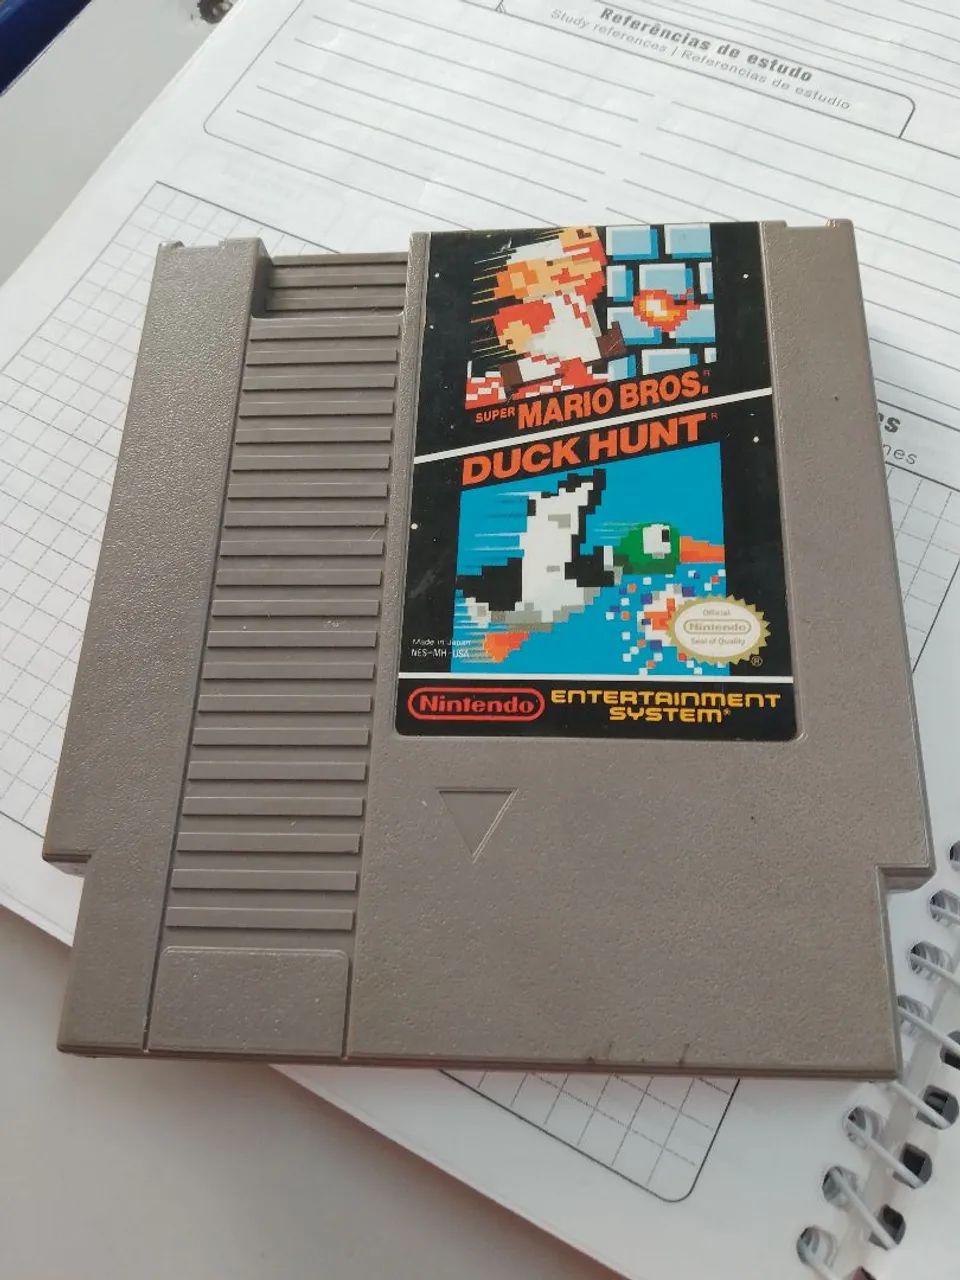 Referências de estudo
Study references | Referencias de estudio
SUPER MARIO BROS.®
DUCK HUNT®
Official
Nintendo
Seal of Quality
®
Made in Japan
NES-MH-USA
Nintendo ENTERTAINMENT
SYSTEM®